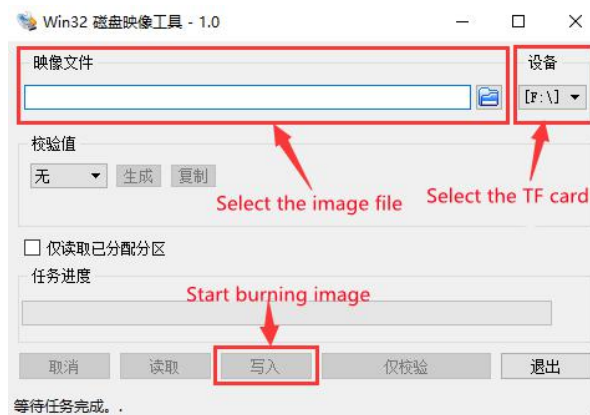 Win32 磁盘映像工具 - 1.0
映像文件
设备
[F:\]
校验值
无
生成
复制
Select the image file
Select the TF card
仅读取已分配分区
任务进度
Start burning image
取消
读取
写入
仅校验
退出
等待任务完成。.